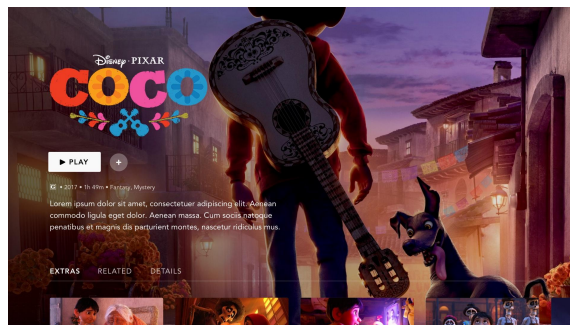 Disney · PIXAR
COCO
PLAY
+
• 2017 • 1h 49m • Fantasy, Mystery
Lorem ipsum dolor sit amet, consectetuer adipiscing elit. Aenean
commodo ligula eget dolor. Aenean massa. Cum sociis natoque
penatibus et magnis dis parturient montes, nascetur ridiculus mus.
EXTRAS RELATED DETAILS